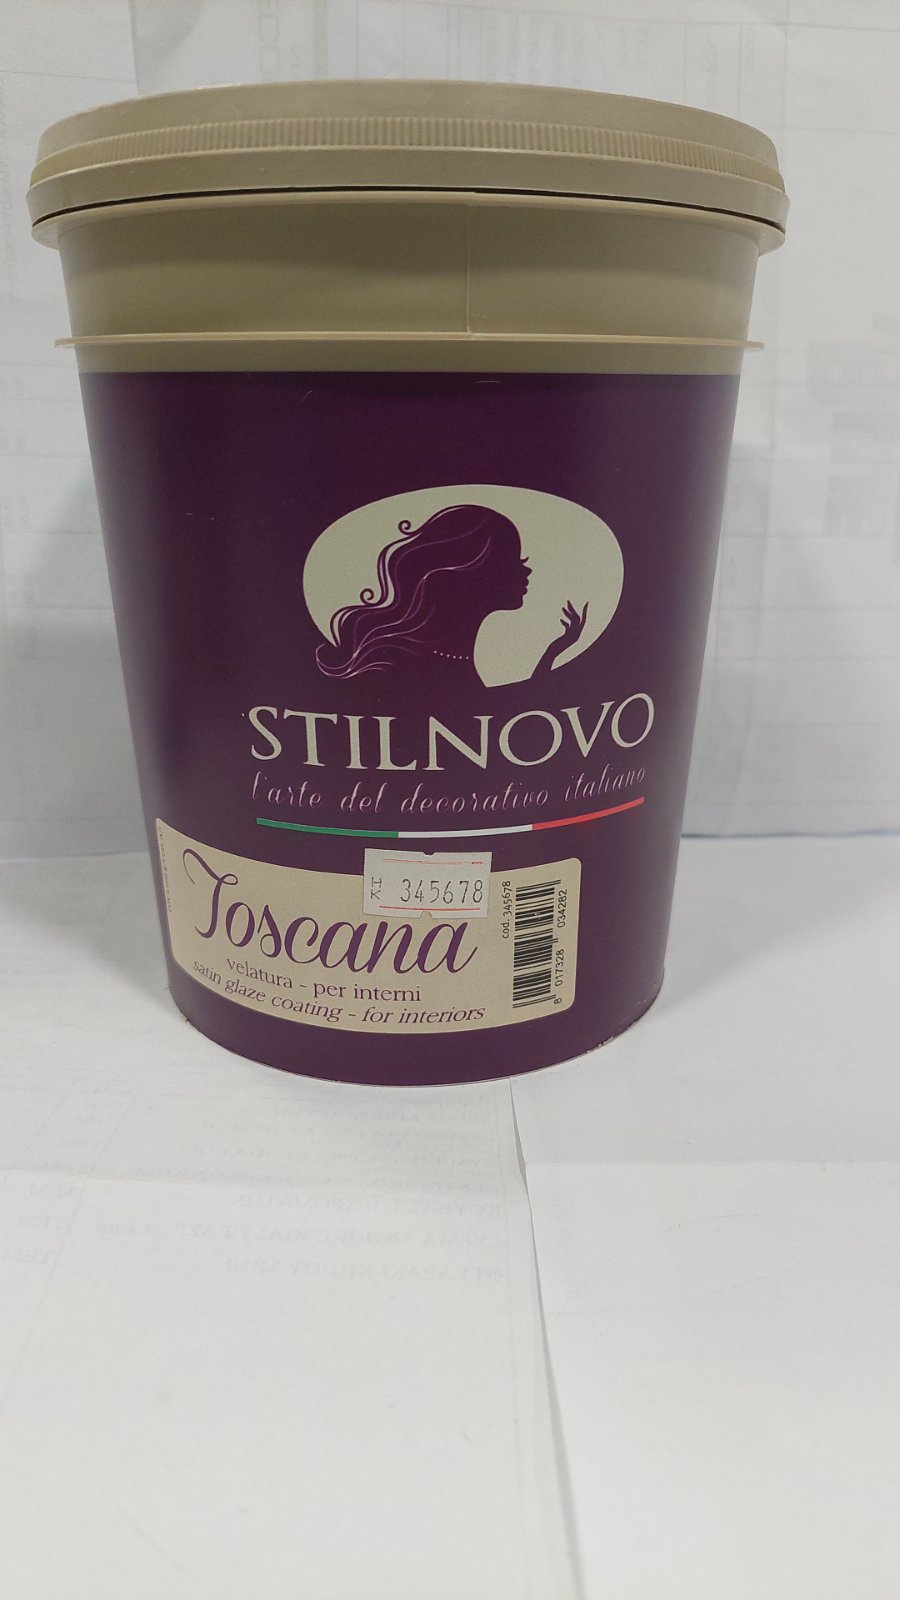 STILNOVO
l'arte del decorativo italiano
HK 345678
Toscana
velatura - per interni
satin glaze coating - for interiors
cod. 345678
8 017328 034282